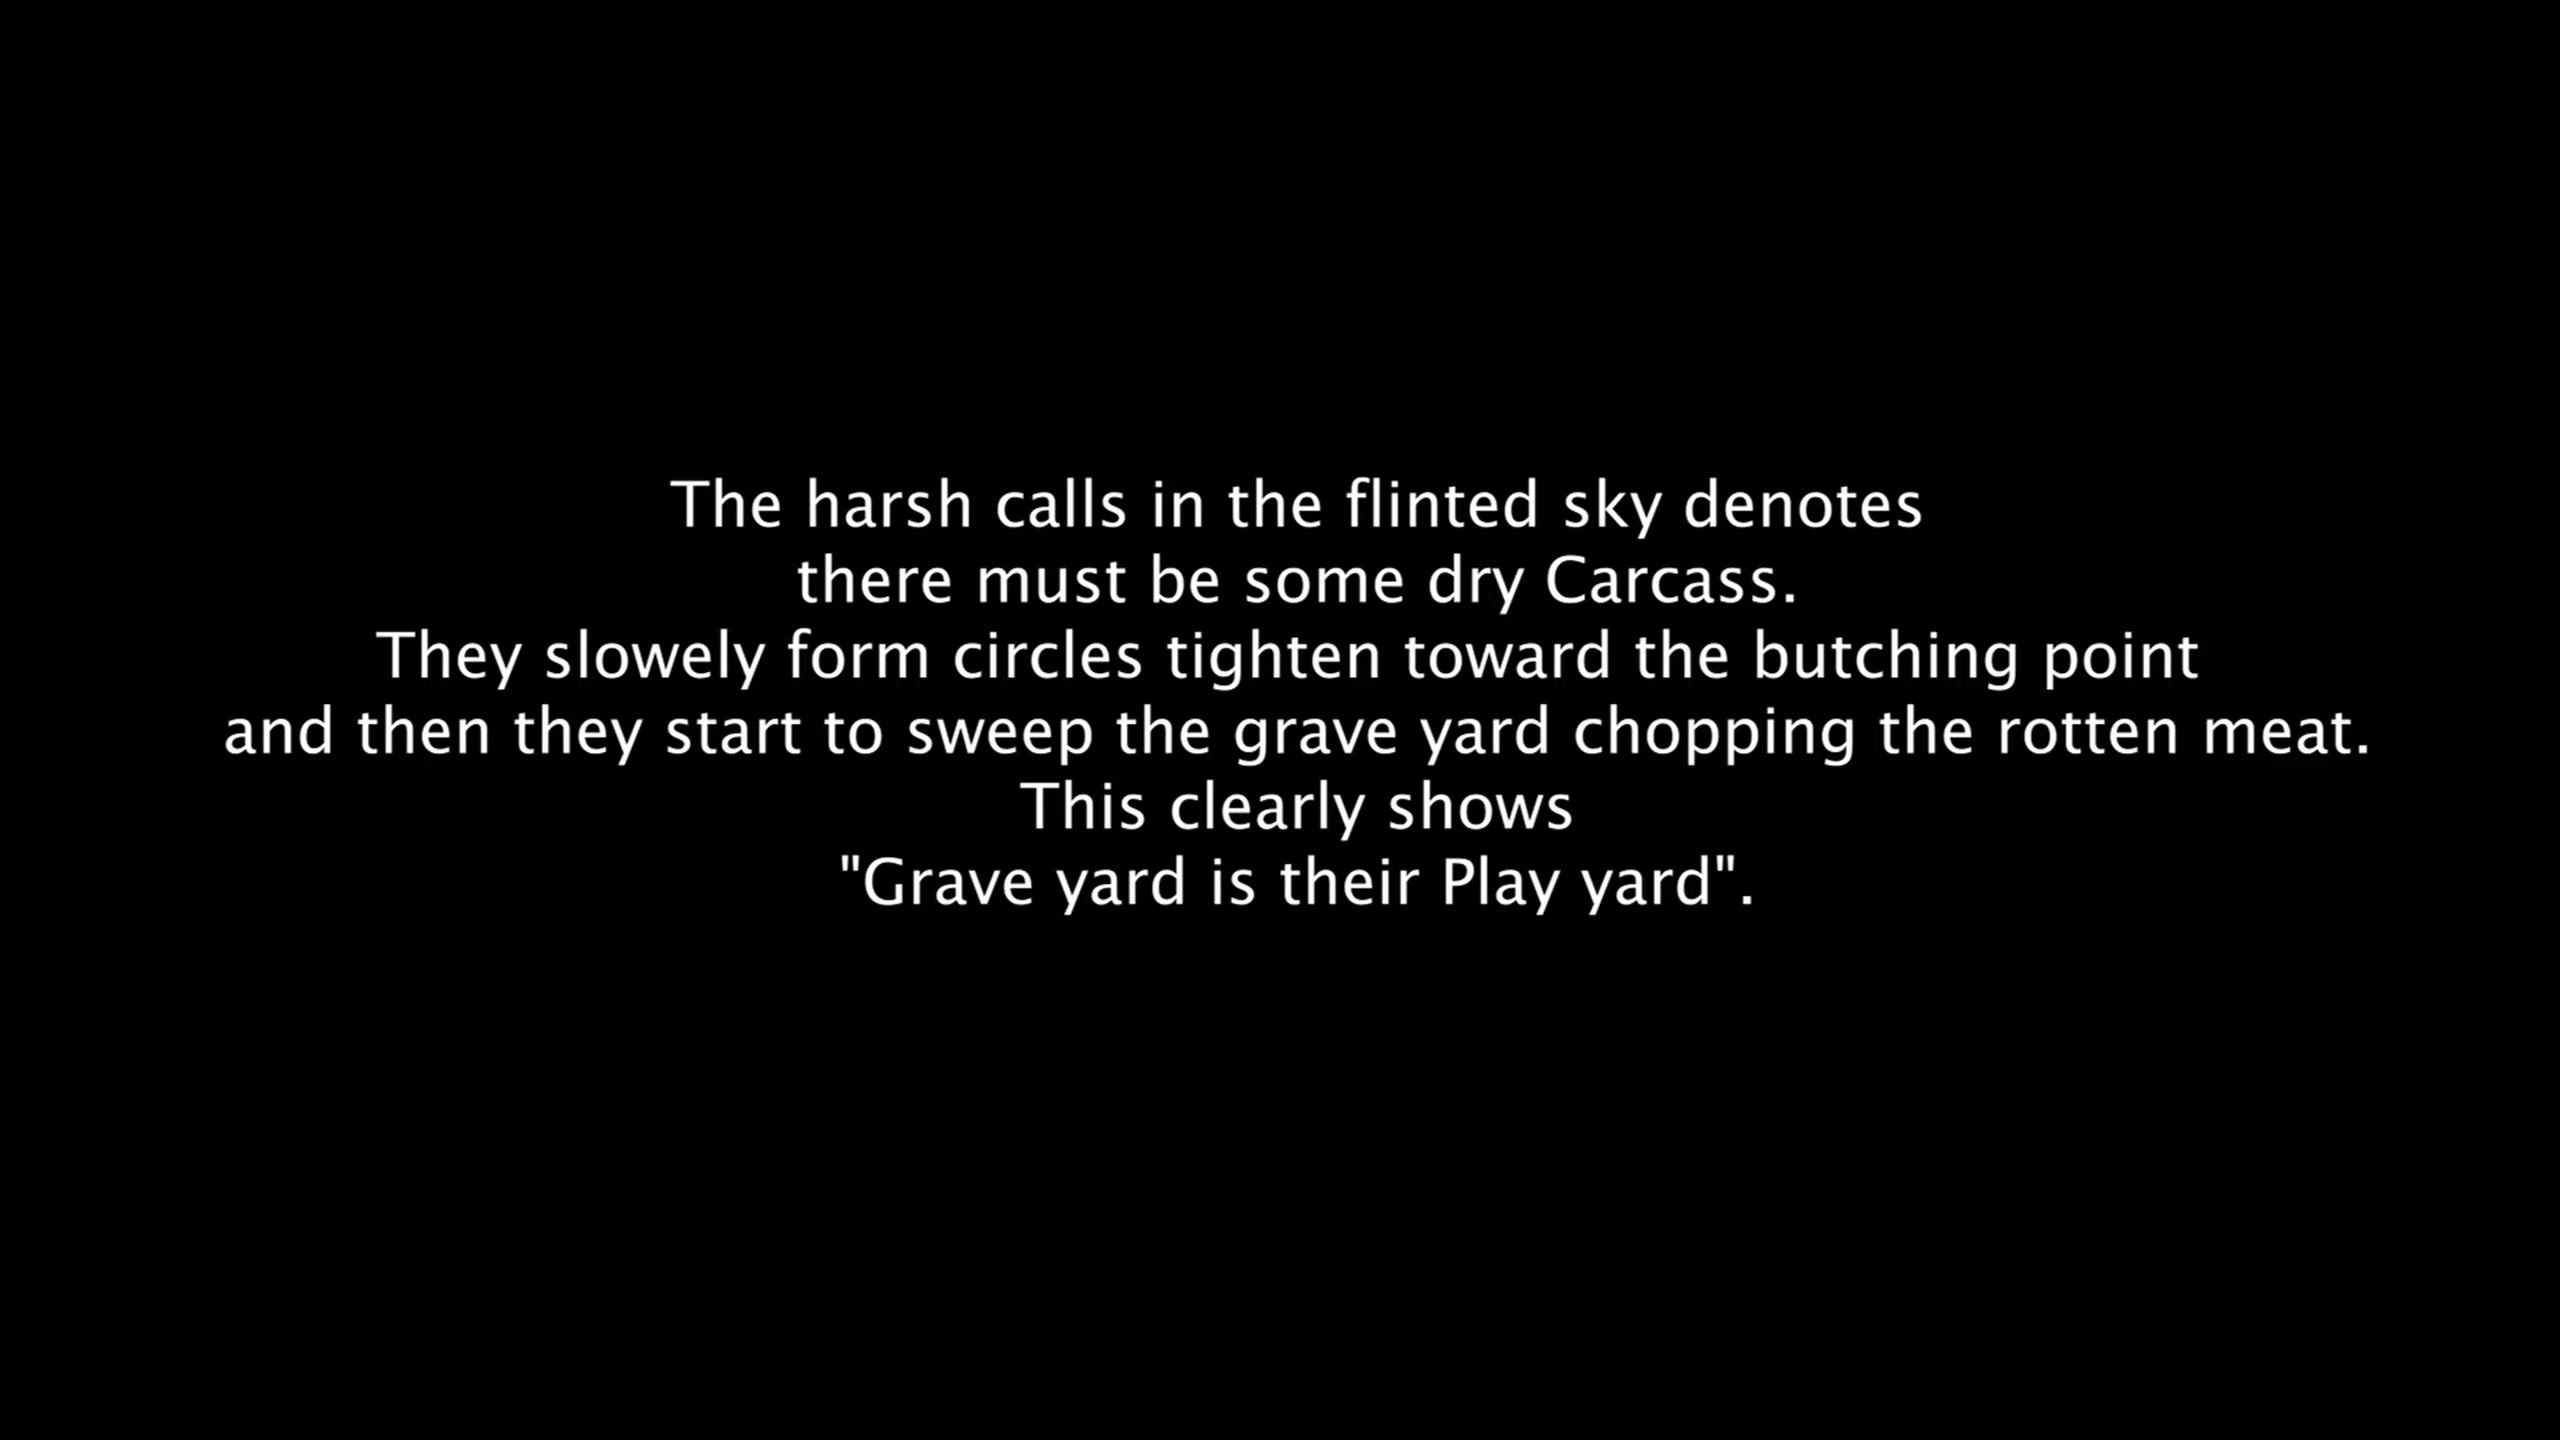 The harsh calls in the flinted sky denotes
there must be some dry Carcass.
They slowely form circles tighten toward the butching point
and then they start to sweep the grave yard chopping the rotten meat.
This clearly shows
"Grave yard is their Play yard".